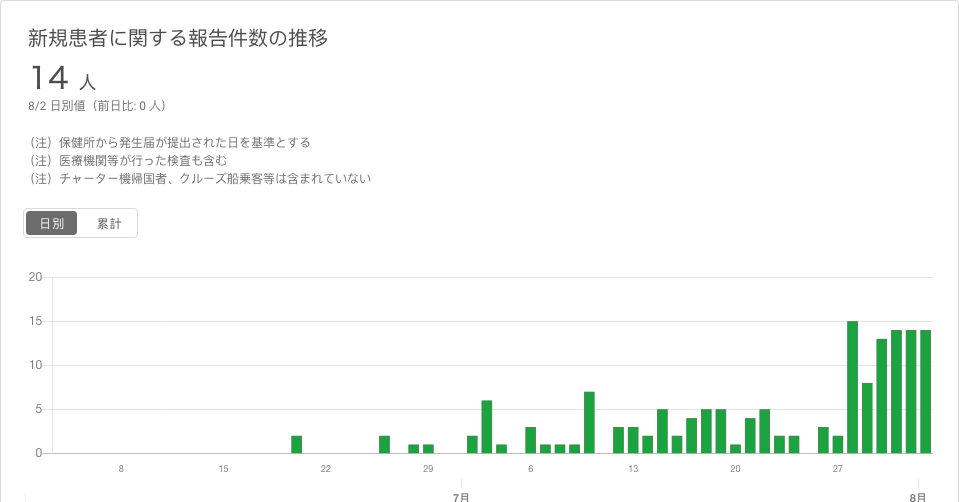 新規患者に関する報告件数の推移
14 人
8/2 日別値（前日比: 0 人）
（注）保健所から発生届が提出された日を基準とする
（注）医療機関等が行った検査も含む
（注）チャーター機帰国者、クルーズ船乗客等は含まれていない
日別 累計
20
15
10
5
0
8 15 22 29 6 13 20 27
7月 8月